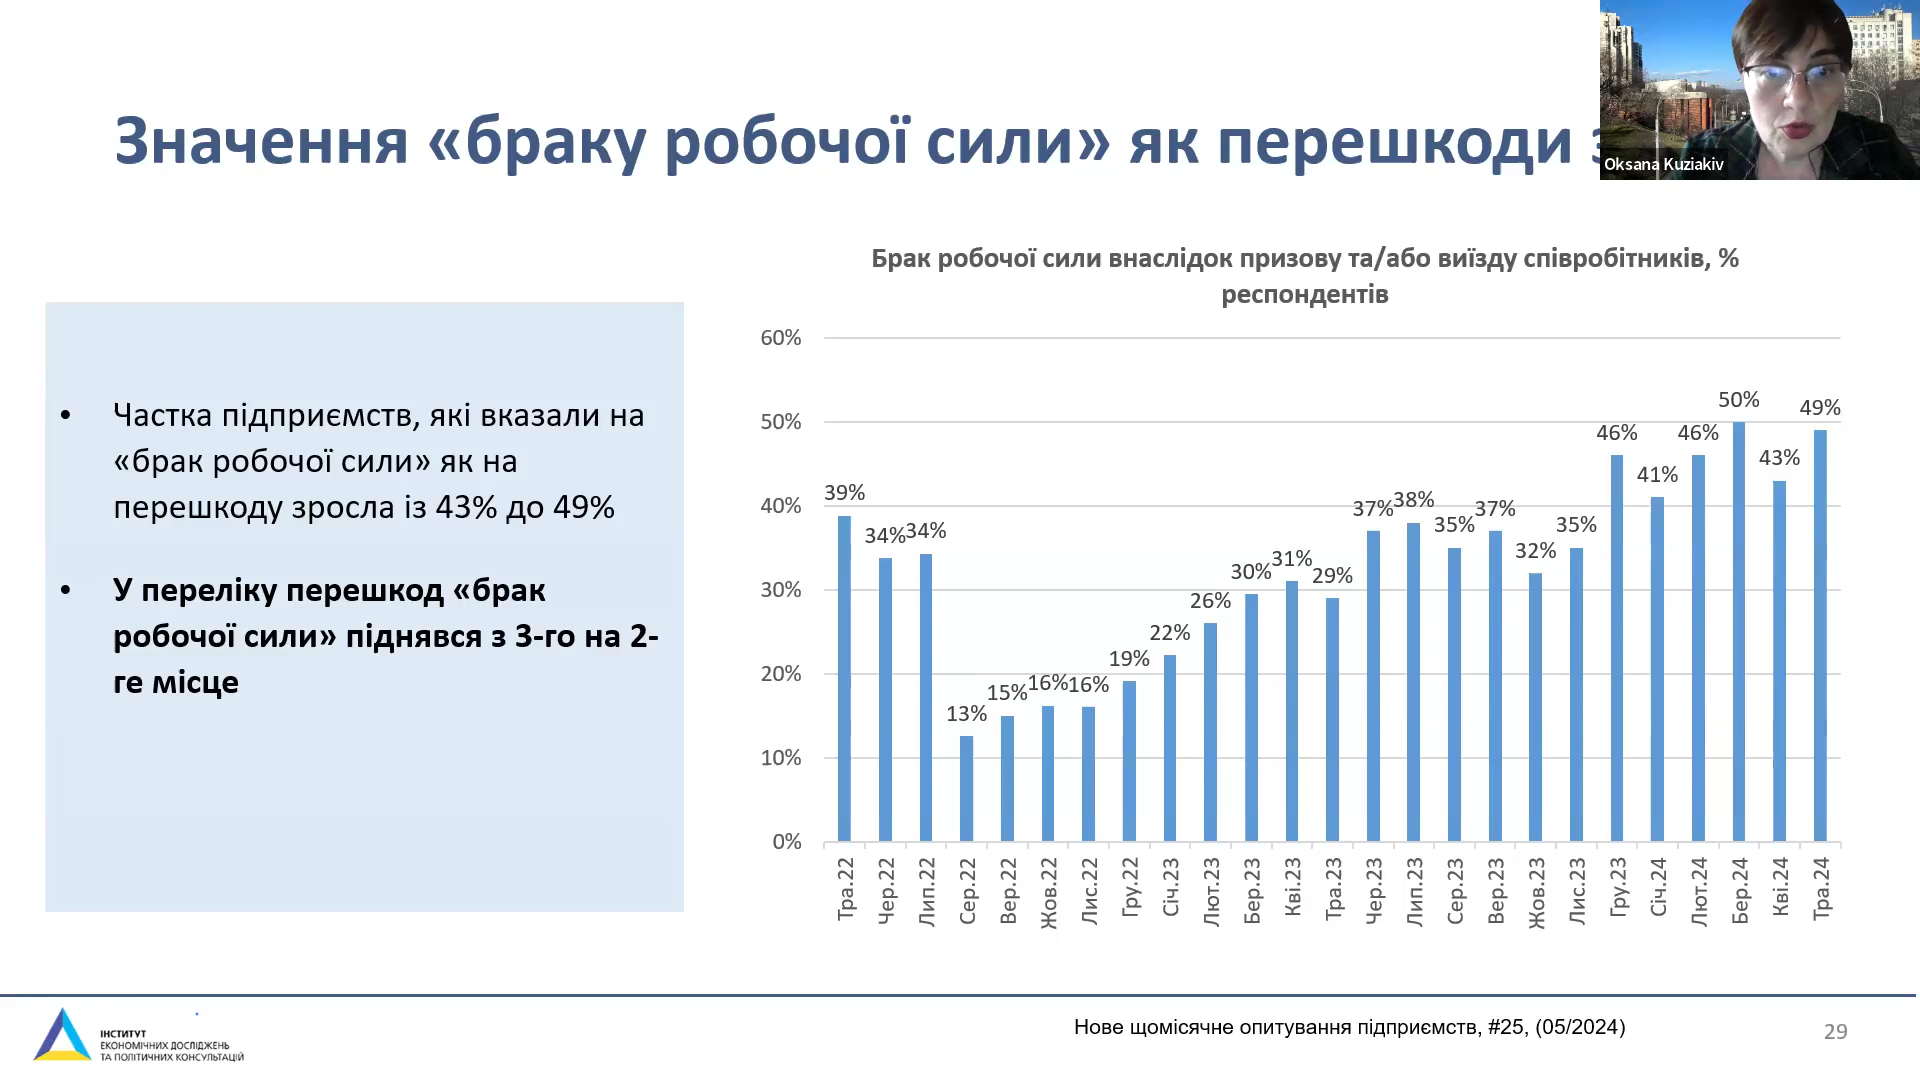 Значення «браку робочої сили» як перешкоди
Oksana Kuziakiv
Частка підприємств, які вказали на
«брак робочої сили» як на
перешкоду зросла із 43% до 49%
У переліку перешкод «брак
робочої сили» піднявся з 3-го на 2-
ге місце
Брак робочої сили внаслідок призову та/або виїзду співробітників, %
респондентів
60%
50%
40%
30%
20%
10%
0%
39%
34%
34%
13%
15%
16%
16%
19%
22%
26%
30%
31%
29%
37%
38%
35%
37%
32%
35%
46%
41%
46%
50%
43%
49%
Тра.22
Чер.22
Лип.22
Сер.22
Вер.22
Жов.22
Лис.22
Гру.22
Січ.23
Лют.23
Бер.23
Кві.23
Тра.23
Чер.23
Лип.23
Сер.23
Вер.23
Жов.23
Лис.23
Гру.23
Січ.24
Лют.24
Бер.24
Кві.24
Тра.24
ІНСТИТУТ
ЕКОНОМІЧНИХ ДОСЛІДЖЕНЬ
ТА ПОЛІТИЧНИХ КОНСУЛЬТАЦІЙ
Нове щомісячне опитування підприємств, #25, (05/2024)
29